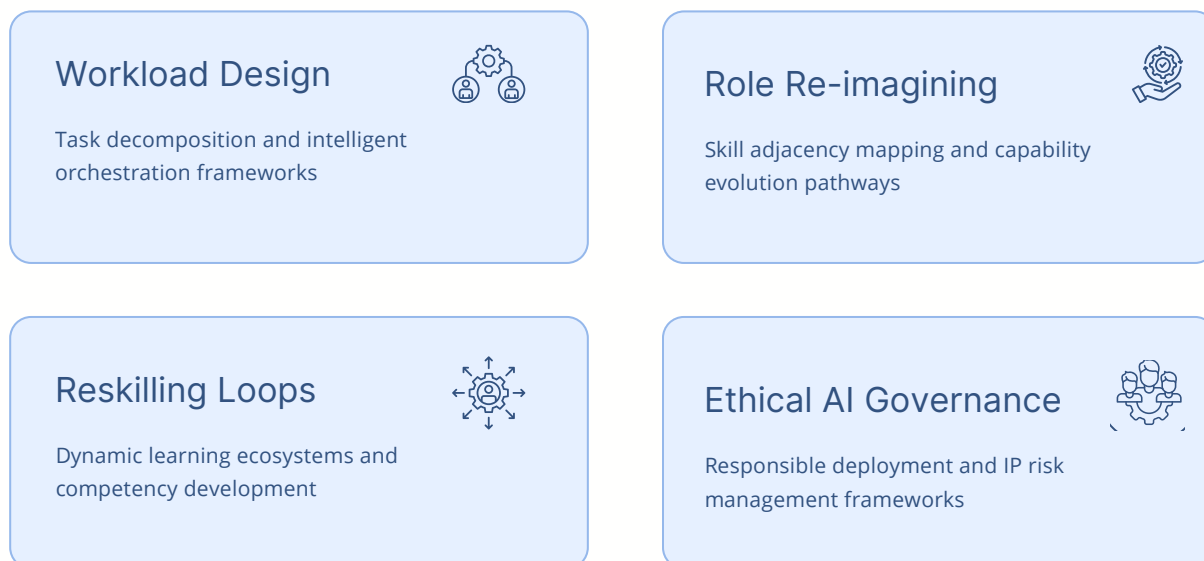 Workload Design
Task decomposition and intelligent
orchestration frameworks
Role Re-imagining
Skill adjacency mapping and capability
evolution pathways
Reskilling Loops
Dynamic learning ecosystems and
competency development
Ethical AI Governance
Responsible deployment and IP risk
management frameworks